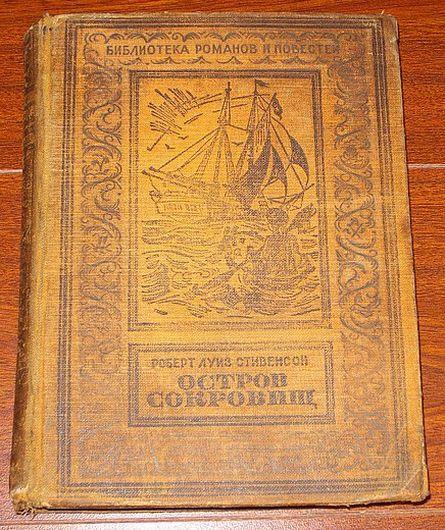 БИБЛИОТЕКА РОМАНОВ И ПОВЕСТЕЙ
РОБЕРТ ЛУИЗ СТИВЕНСОН
ОСТРОВ
СОКРОВИЩ